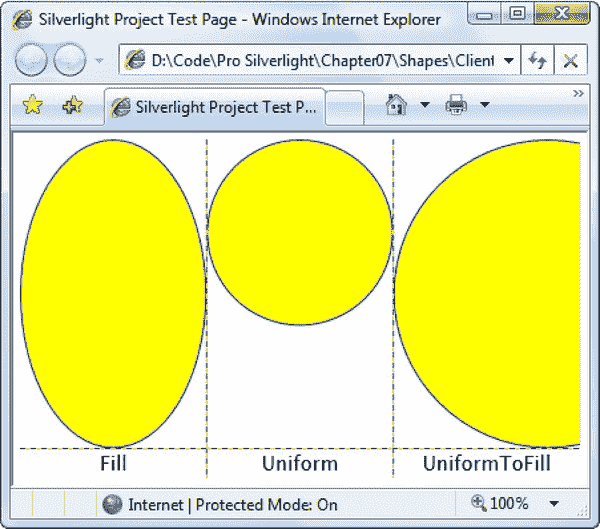 Silverlight Project Test Page - Windows Internet Explorer
D:\Code\Pro Silverlight\Chapter07\Shapes\Client
Silverlight Project Test P...
Fill
Uniform
UniformToFill
Internet | Protected Mode: On
100%